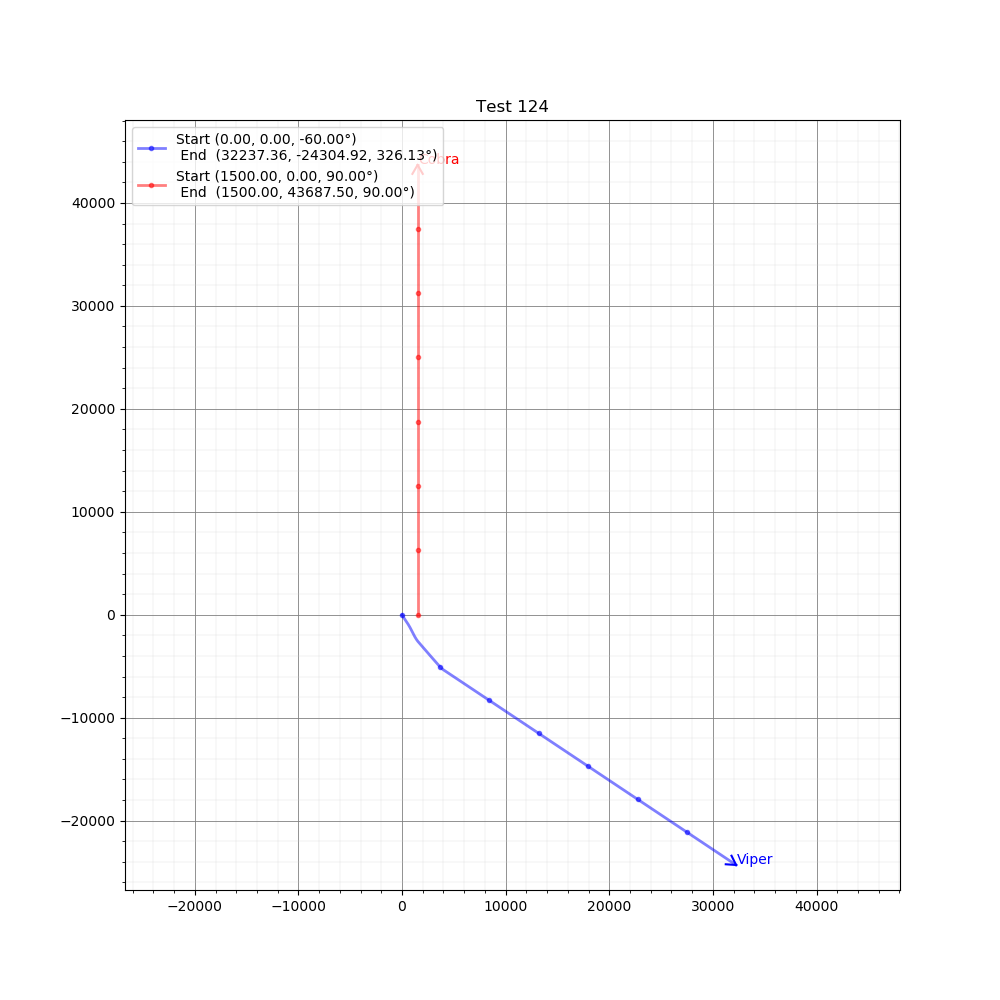 Test 124
Start (0.00, 0.00, -60.00°)
End (32237.36, -24304.92, 326.13°)
Start (1500.00, 0.00, 90.00°)
End (1500.00, 43687.50, 90.00°)
Cobra
40000
30000
20000
10000
0
−10000
−20000
Viper
−20000 −10000 0 10000 20000 30000 40000